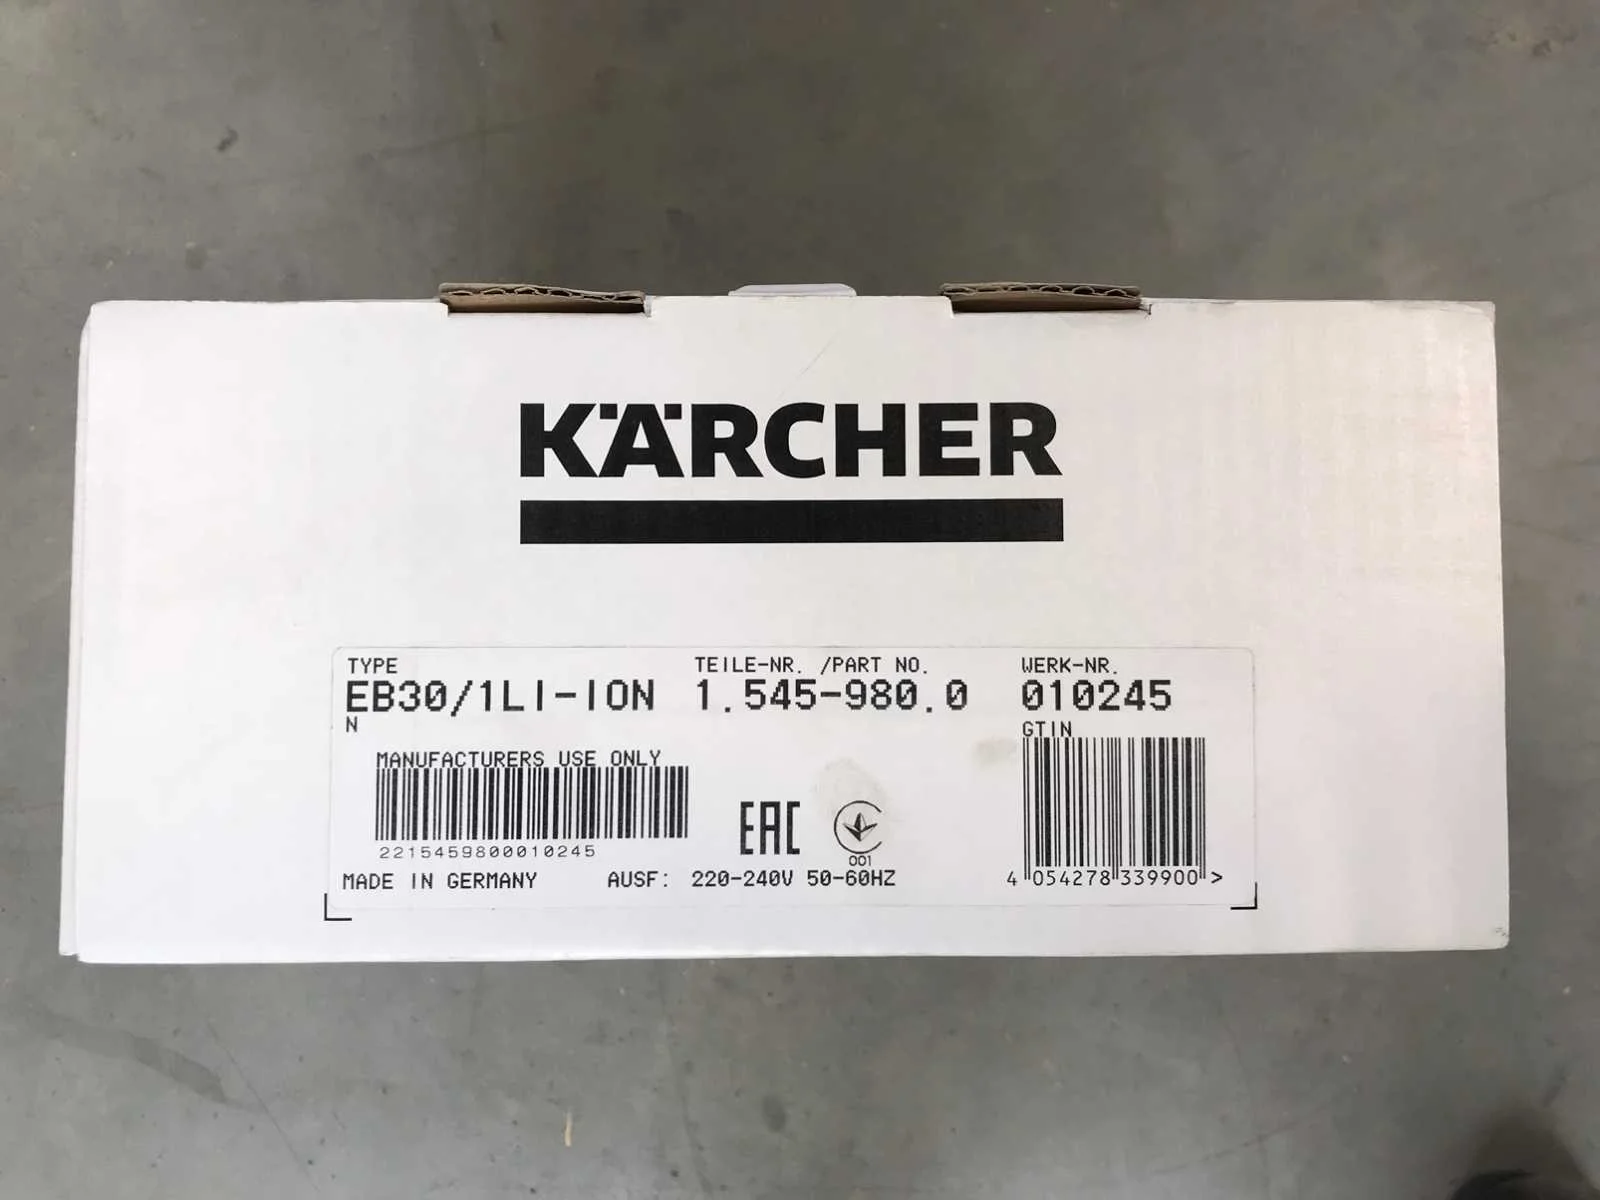 KÄRCHER
TYPE TEILE-NR. /PART NO. WERK-NR.
EB30/1LI-ION 1.545-980.0 010245
N GTIN
MANUFACTURERS USE ONLY
2215459800010245
EAC
001
MADE IN GERMANY AUSF: 220-240V 50-60HZ 4 054278 339900 >